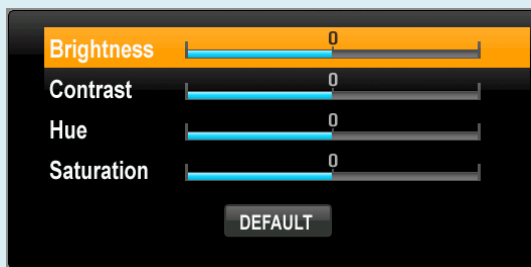 Brightness 0
Contrast 0
Hue 0
Saturation 0
DEFAULT